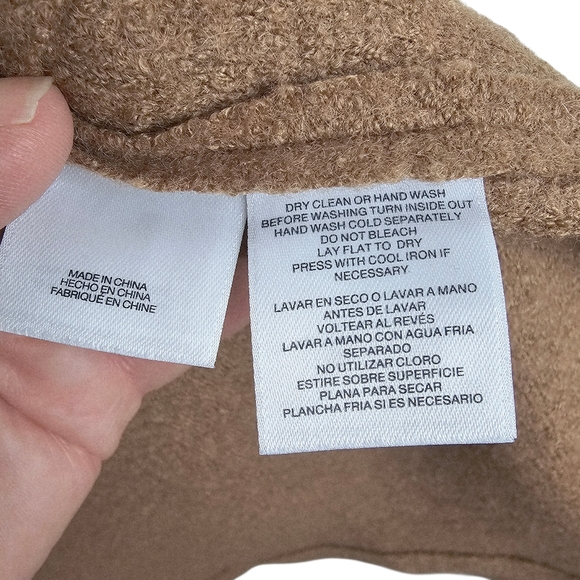 MADE IN CHINA
HECHO EN CHINA
FABRIQUÉ EN CHINE
DRY CLEAN OR HAND WASH
BEFORE WASHING TURN INSIDE OUT
HAND WASH COLD SEPARATELY
DO NOT BLEACH
LAY FLAT TO DRY
PRESS WITH COOL IRON IF
NECESSARY
LAVAR EN SECO O LAVAR A MANO
ANTES DE LAVAR
VOLTEAR AL REVÉS
LAVAR A MANO CON AGUA FRIA
SEPARADO
NO UTILIZAR CLORO
ESTIRE SOBRE SUPERFICIE
PLANA PARA SECAR
PLANCHA FRIA SI ES NECESARIO